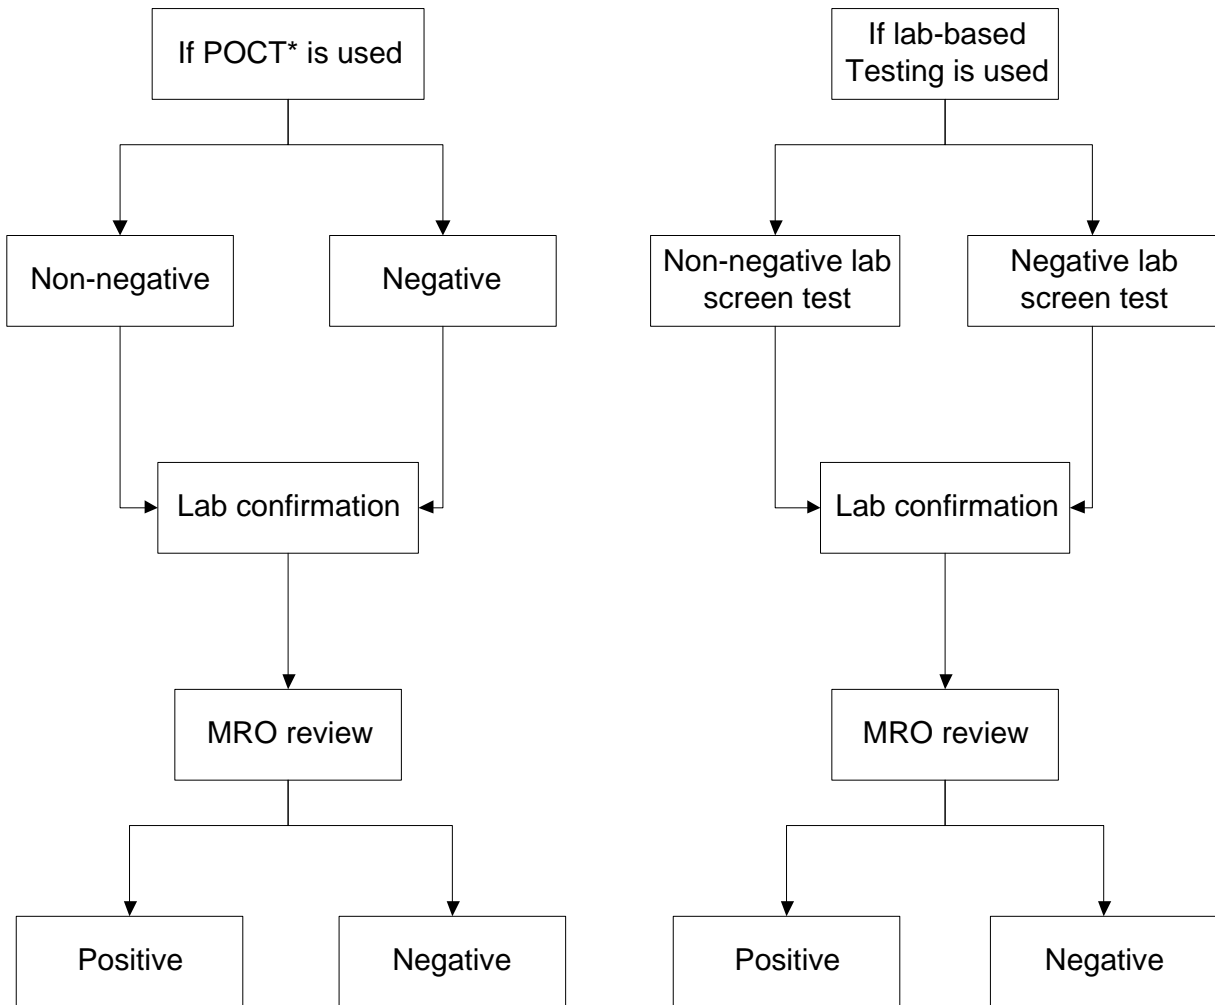 If POCT* is used
If lab-based
Testing is used
Non-negative
Negative
Non-negative lab
screen test
Negative lab
screen test
Lab confirmation
Lab confirmation
MRO review
MRO review
Positive
Negative
Positive
Negative